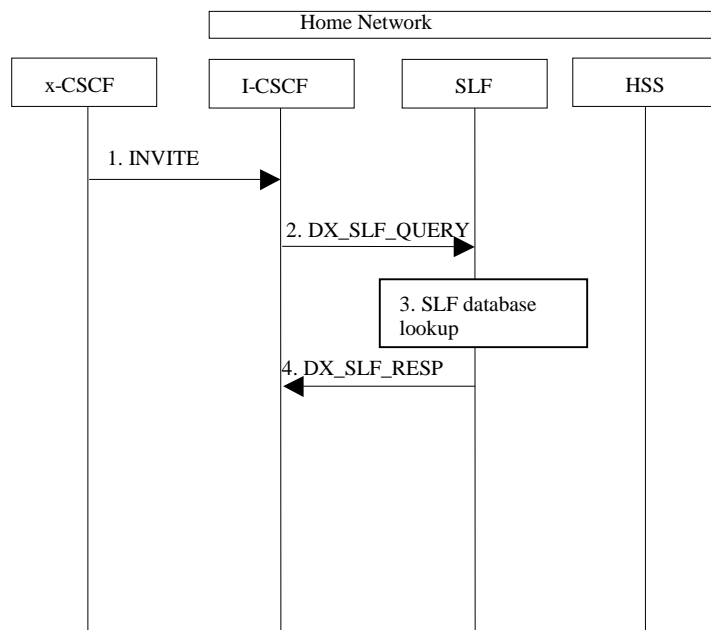 Home Network
x-CSCF
I-CSCF
SLF
HSS
1. INVITE
2. DX_SLF_QUERY
3. SLF database
lookup
4. DX_SLF_RESP